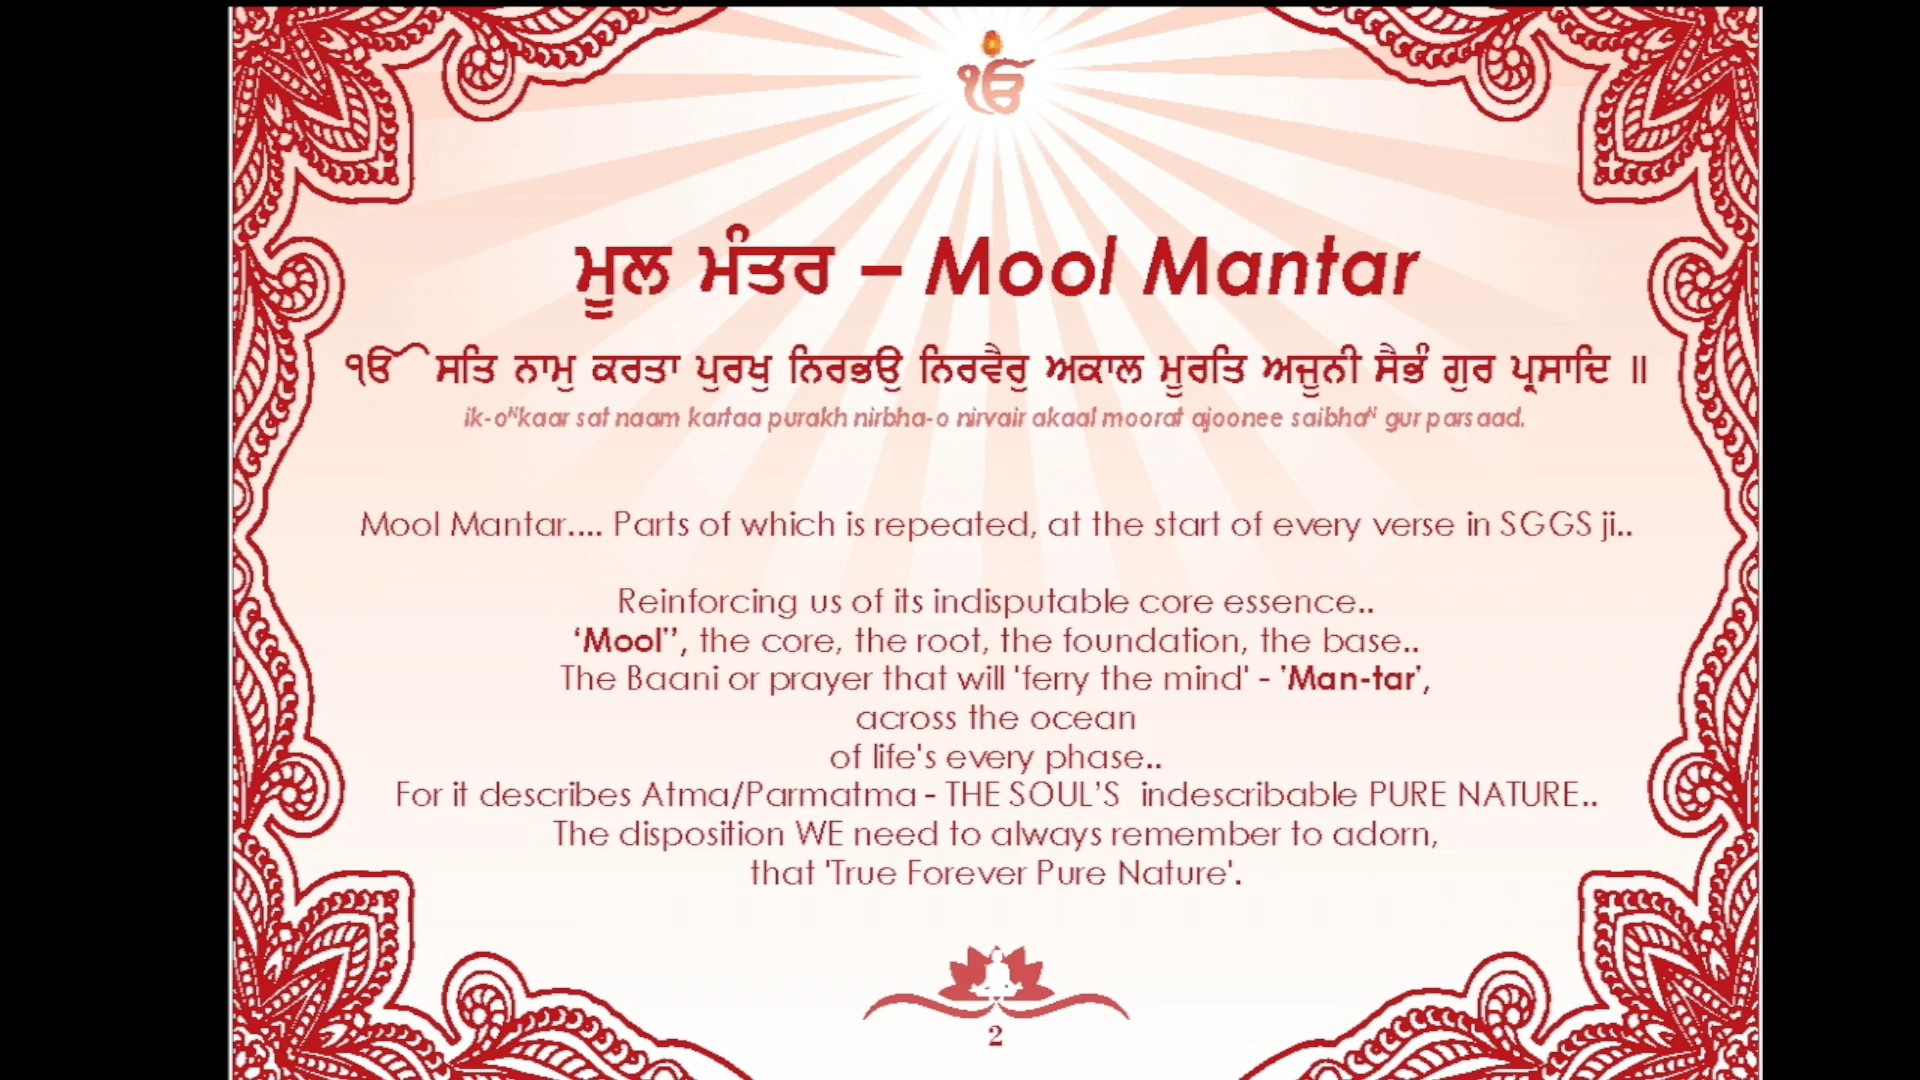 ੴ
ਮੂਲ ਮੰਤਰ – Mool Mantar
ੴ ਸਤਿ ਨਾਮੁ ਕਰਤਾ ਪੁਰਖੁ ਨਿਰਭਉ ਨਿਰਵੈਰੁ ਅਕਾਲ ਮੂਰਤਿ ਅਜੂਨੀ ਸੈਭੰ ਗੁਰ ਪ੍ਰਸਾਦਿ ॥
ik-oᴺkaar sat naam kartaa purakh nirbha-o nirvair akaal moorat ajoonee saibhaᴺ gur parsaad.
Mool Mantar.... Parts of which is repeated, at the start of every verse in SGGS ji..
Reinforcing us of its indisputable core essence..
‘Mool’’, the core, the root, the foundation, the base..
The Baani or prayer that will 'ferry the mind' - 'Man-tar',
across the ocean
of life's every phase..
For it describes Atma/Parmatma - THE SOUL’S indescribable PURE NATURE..
The disposition WE need to always remember to adorn,
that 'True Forever Pure Nature'.
2